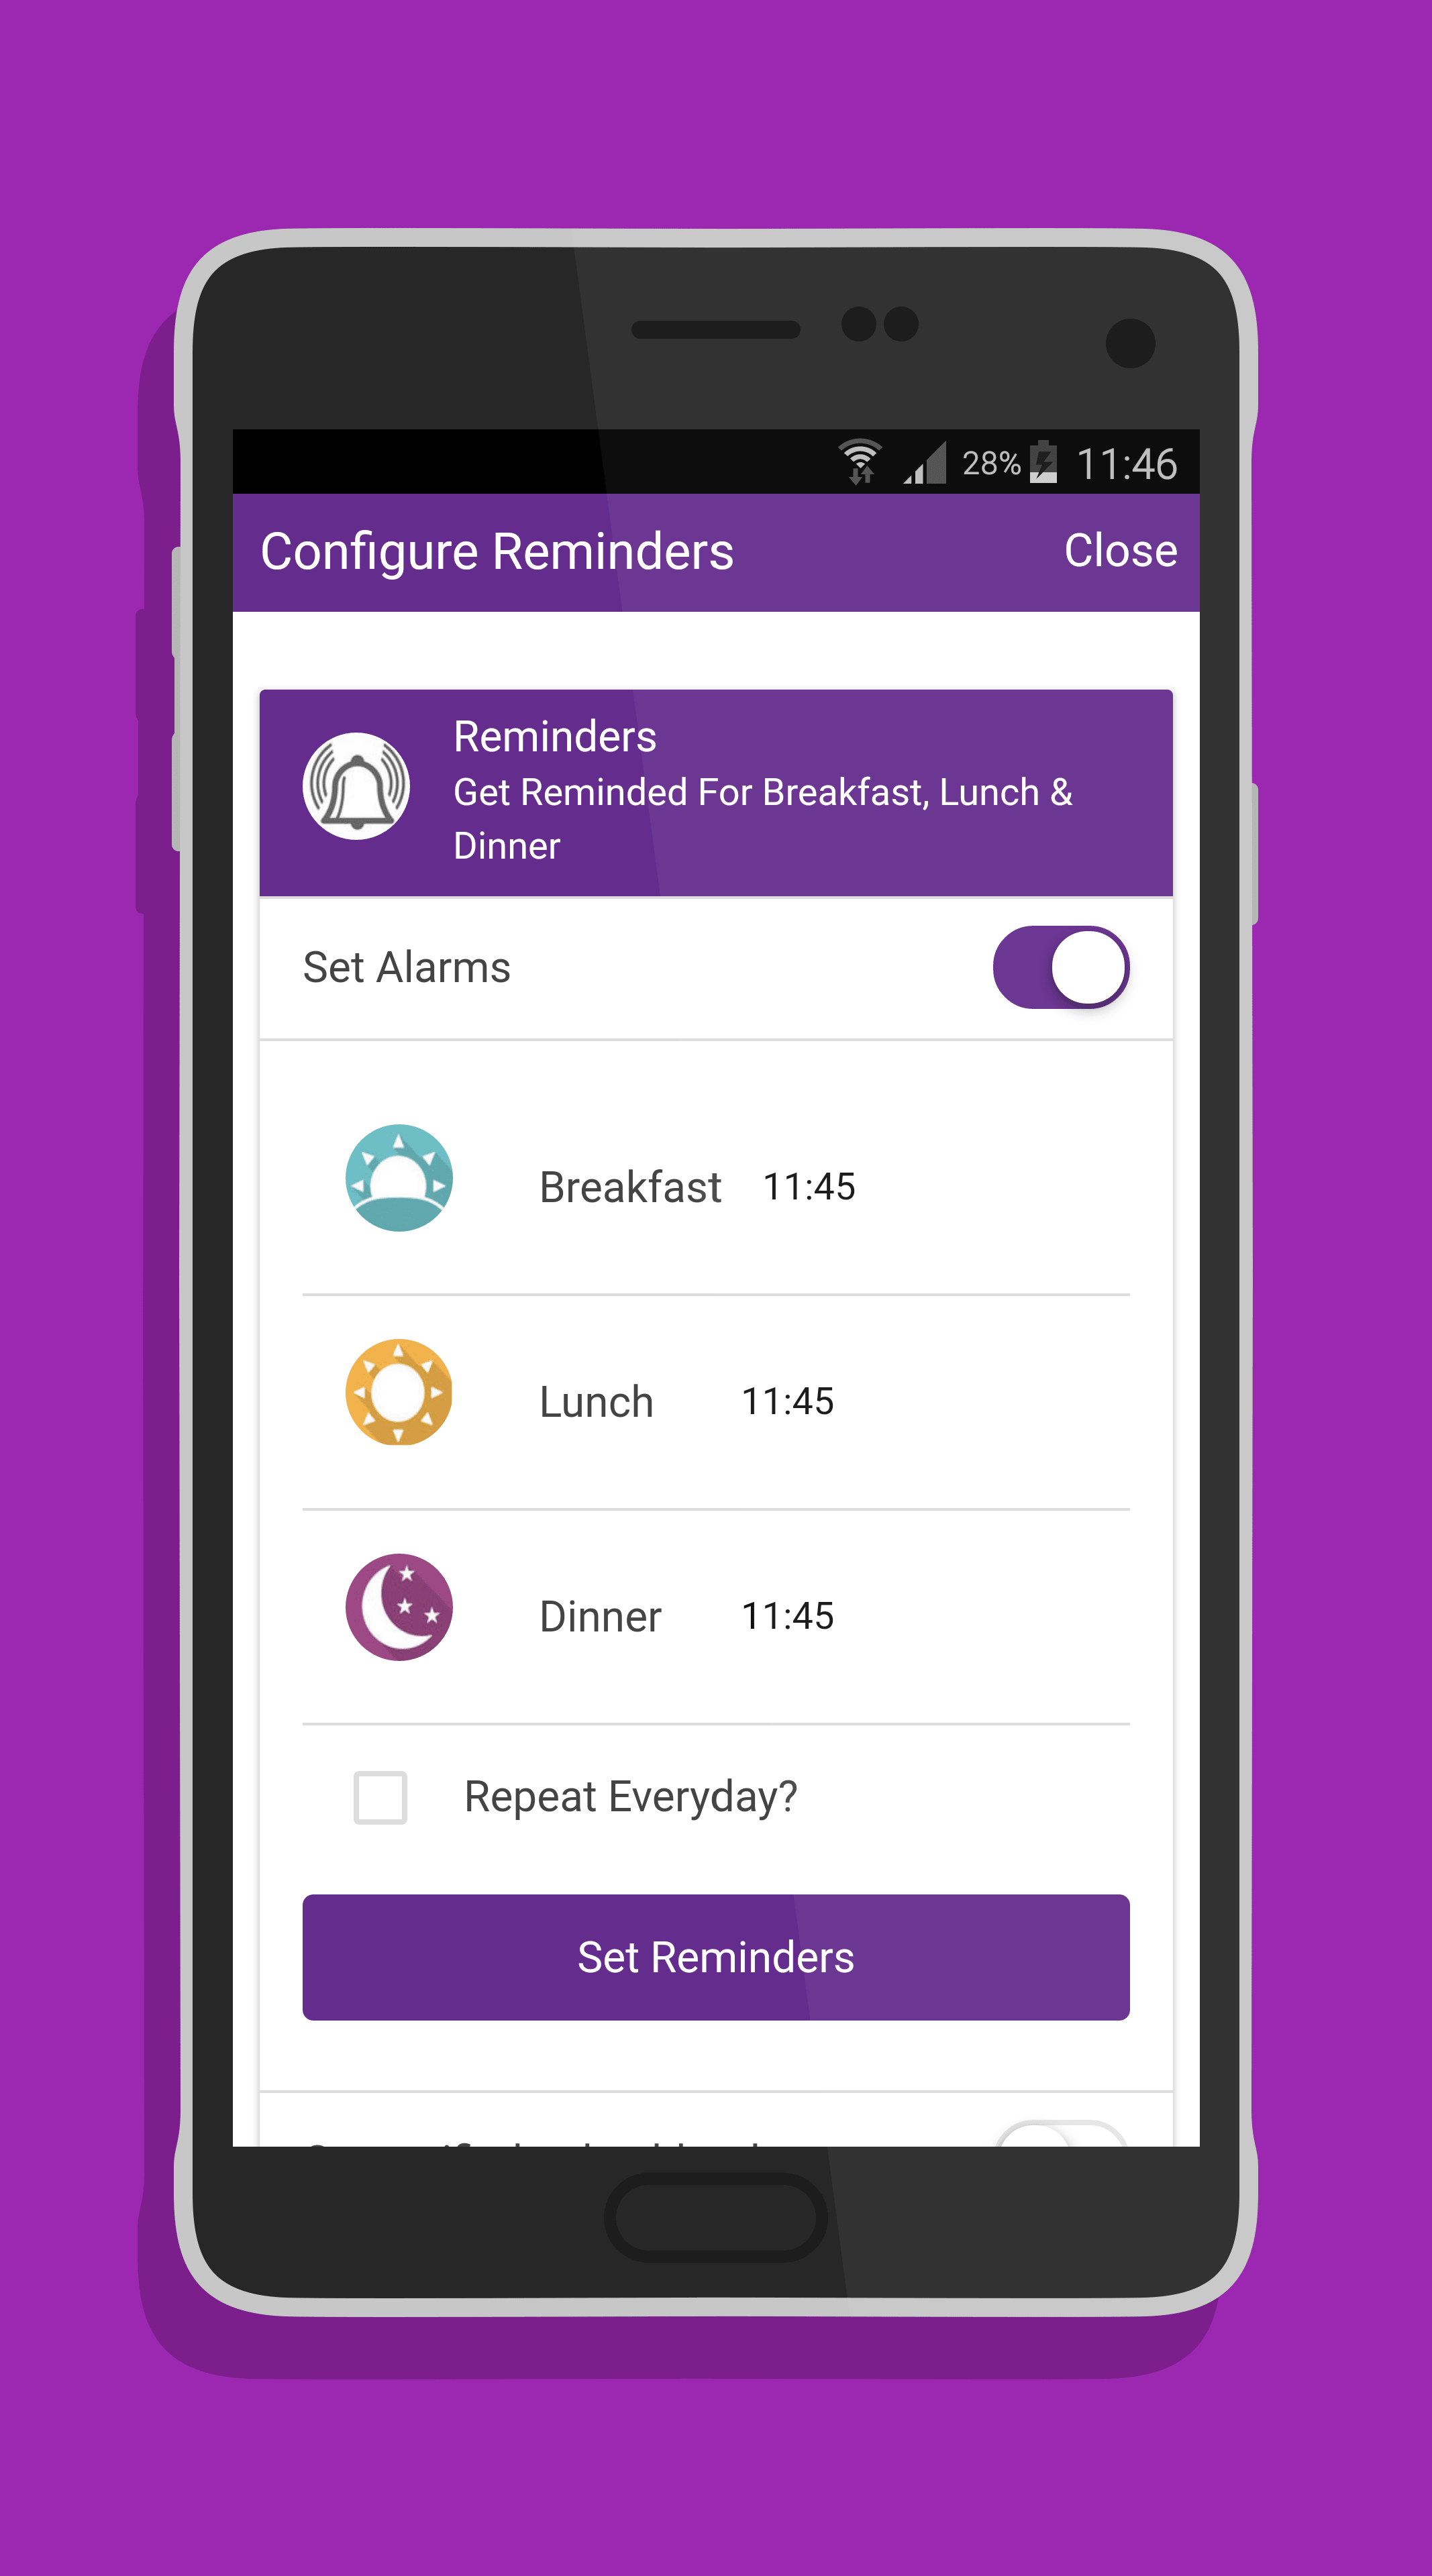 28% 11:46
Configure Reminders Close
Reminders
Get Reminded For Breakfast, Lunch &
Dinner
Set Alarms
Breakfast 11:45
Lunch 11:45
Dinner 11:45
Repeat Everyday?
Set Reminders